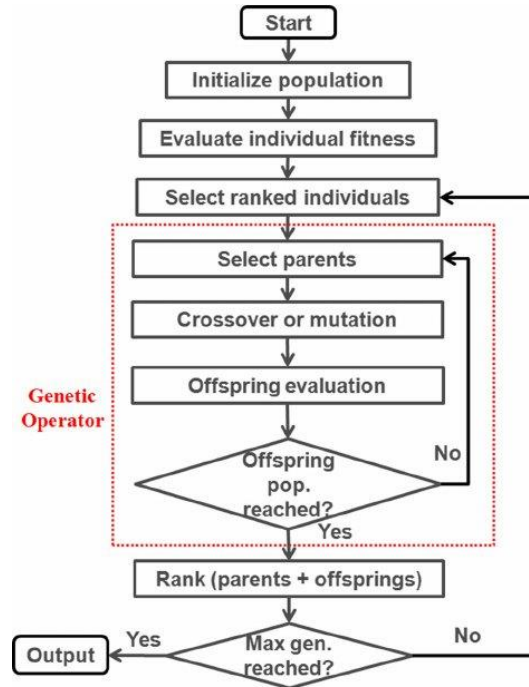 Start
Initialize population
Evaluate individual fitness
Select ranked individuals
Select parents
Crossover or mutation
Offspring evaluation
Genetic
Operator
Offspring
pop.
reached?
No
Yes
Rank (parents + offsprings)
Max gen.
reached?
Yes
No
Output